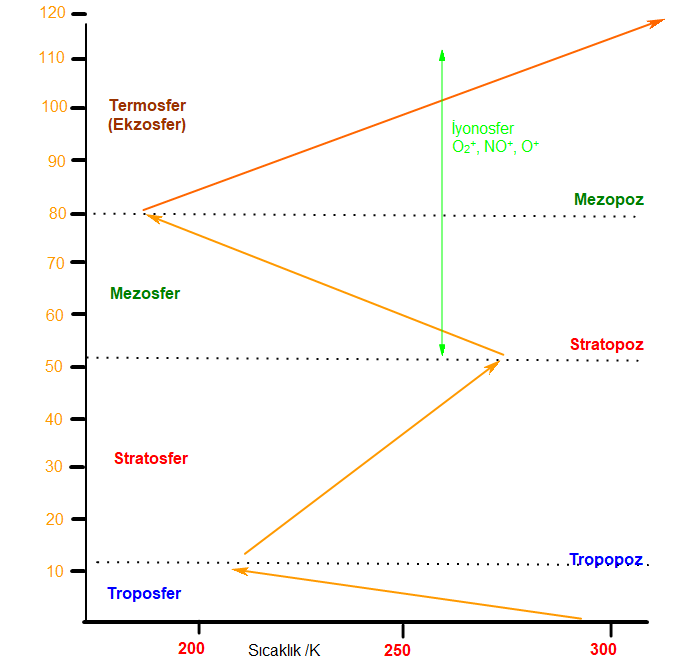 120
110
100
90
80
70
60
50
40
30
20
10
Termosfer
(Ekzosfer)
İyonosfer
O₂⁺, NO⁺, O⁺
Mezopoz
Mezosfer
Stratopoz
Stratosfer
Tropopoz
Troposfer
200
Sıcaklık /K
250
300